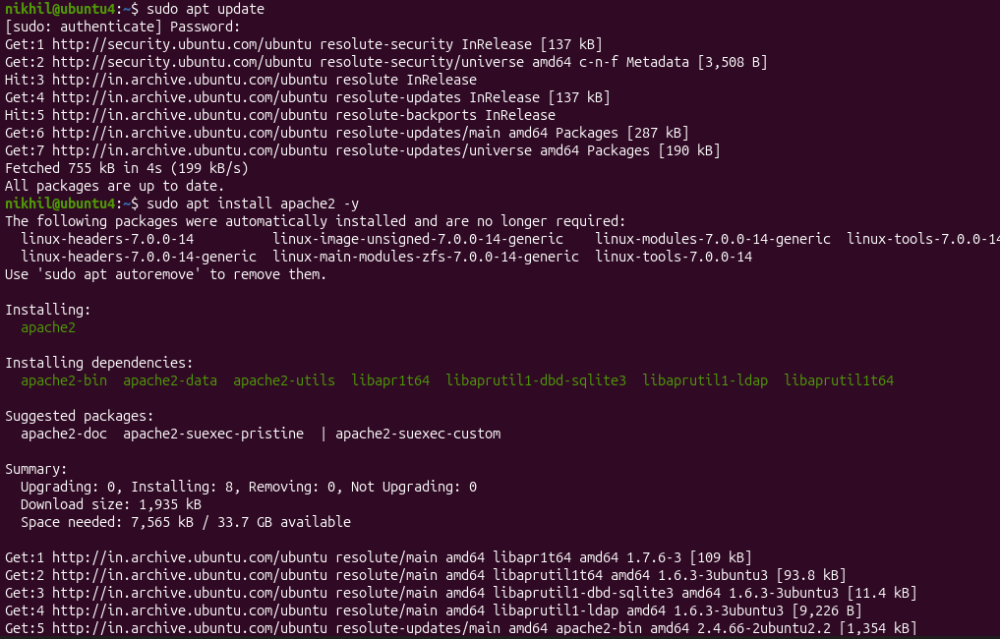 nikhil@ubuntu4:~$ sudo apt update
[sudo: authenticate] Password:
Get:1 http://security.ubuntu.com/ubuntu resolute-security InRelease [137 kB]
Get:2 http://security.ubuntu.com/ubuntu resolute-security/universe amd64 c-n-f Metadata [3,508 B]
Hit:3 http://in.archive.ubuntu.com/ubuntu resolute InRelease
Get:4 http://in.archive.ubuntu.com/ubuntu resolute-updates InRelease [137 kB]
Hit:5 http://in.archive.ubuntu.com/ubuntu resolute-backports InRelease
Get:6 http://in.archive.ubuntu.com/ubuntu resolute-updates/main amd64 Packages [287 kB]
Get:7 http://in.archive.ubuntu.com/ubuntu resolute-updates/universe amd64 Packages [190 kB]
Fetched 755 kB in 4s (199 kB/s)
All packages are up to date.
nikhil@ubuntu4:~$ sudo apt install apache2 -y
The following packages were automatically installed and are no longer required:
  linux-headers-7.0.0-14          linux-image-unsigned-7.0.0-14-generic    linux-modules-7.0.0-14-generic  linux-tools-7.0.0-14
  linux-headers-7.0.0-14-generic  linux-main-modules-zfs-7.0.0-14-generic  linux-tools-7.0.0-14
Use 'sudo apt autoremove' to remove them.

Installing:
  apache2

Installing dependencies:
  apache2-bin  apache2-data  apache2-utils  libapr1t64  libaprutil1-dbd-sqlite3  libaprutil1-ldap  libaprutil1t64

Suggested packages:
  apache2-doc  apache2-suexec-pristine  | apache2-suexec-custom

Summary:
  Upgrading: 0, Installing: 8, Removing: 0, Not Upgrading: 0
  Download size: 1,935 kB
  Space needed: 7,565 kB / 33.7 GB available

Get:1 http://in.archive.ubuntu.com/ubuntu resolute/main amd64 libapr1t64 amd64 1.7.6-3 [109 kB]
Get:2 http://in.archive.ubuntu.com/ubuntu resolute/main amd64 libaprutil1t64 amd64 1.6.3-3ubuntu3 [93.8 kB]
Get:3 http://in.archive.ubuntu.com/ubuntu resolute/main amd64 libaprutil1-dbd-sqlite3 amd64 1.6.3-3ubuntu3 [11.4 kB]
Get:4 http://in.archive.ubuntu.com/ubuntu resolute/main amd64 libaprutil1-ldap amd64 1.6.3-3ubuntu3 [9,226 B]
Get:5 http://in.archive.ubuntu.com/ubuntu resolute-updates/main amd64 apache2-bin amd64 2.4.66-2ubuntu2.2 [1,354 kB]